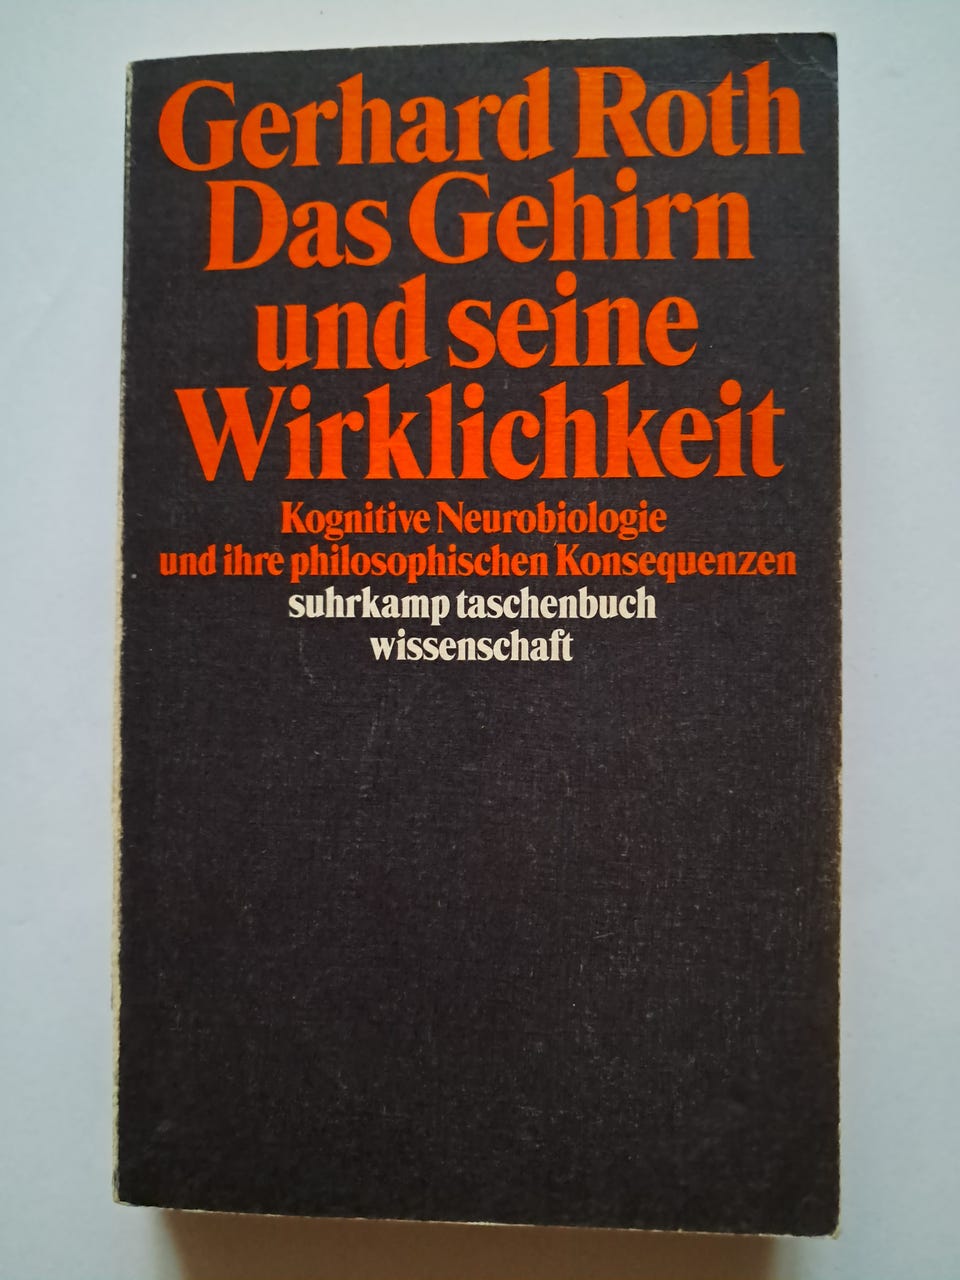 Gerhard Roth
Das Gehirn
und seine
Wirklichkeit
Kognitive Neurobiologie
und ihre philosophischen Konsequenzen
suhrkamp taschenbuch
wissenschaft